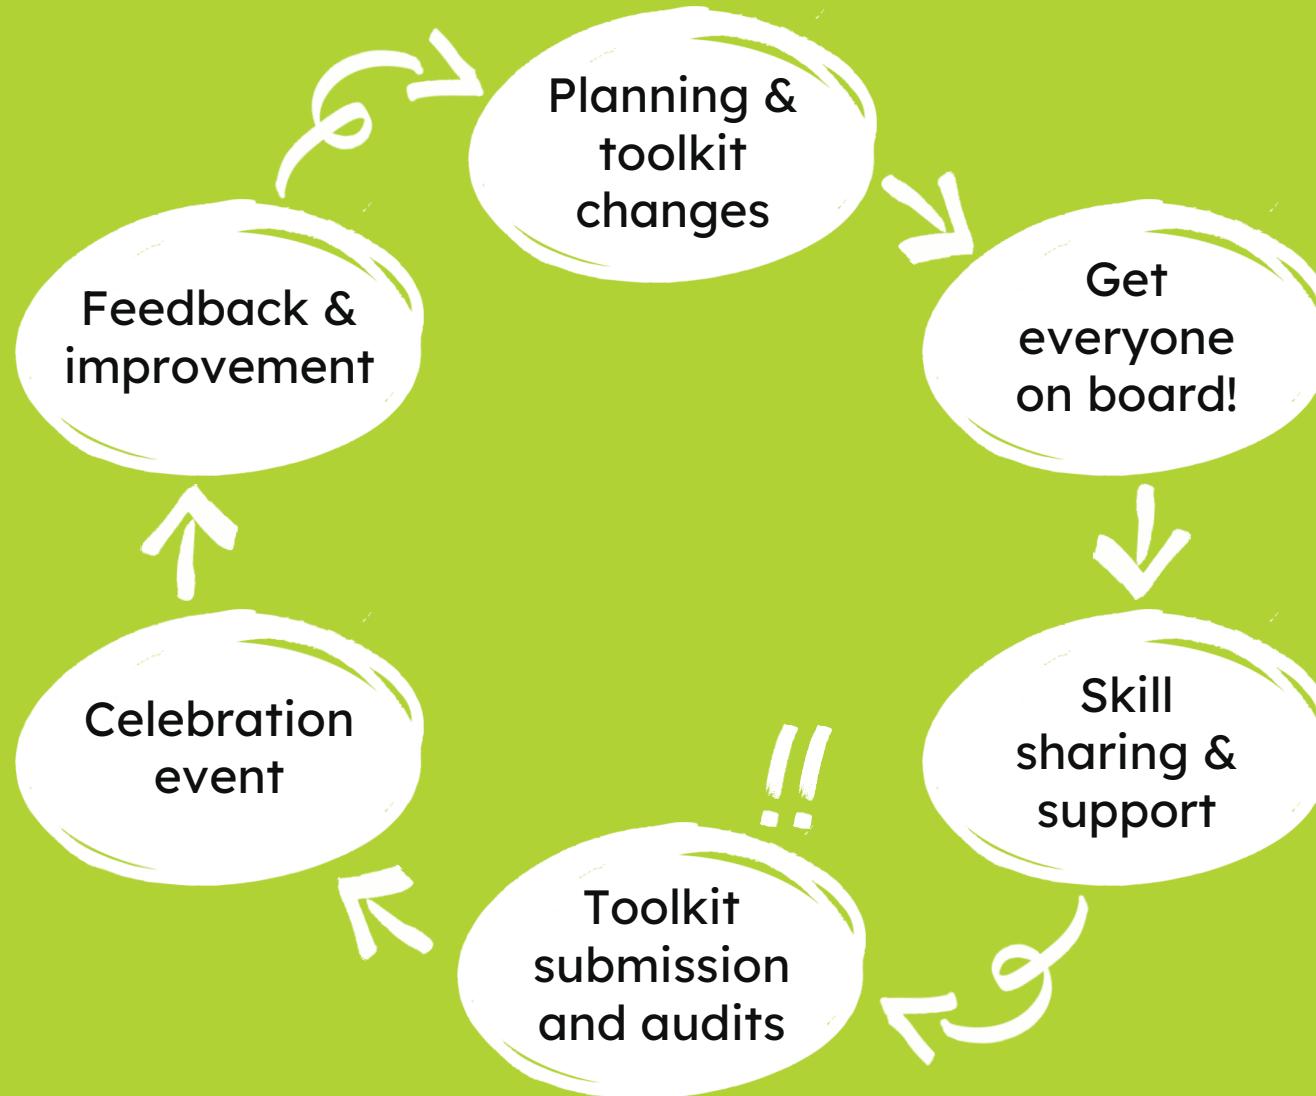 Planning &
toolkit
changes
Get
everyone
on board!
Skill
sharing &
support
!!
Toolkit
submission
and audits
Celebration
event
Feedback &
improvement